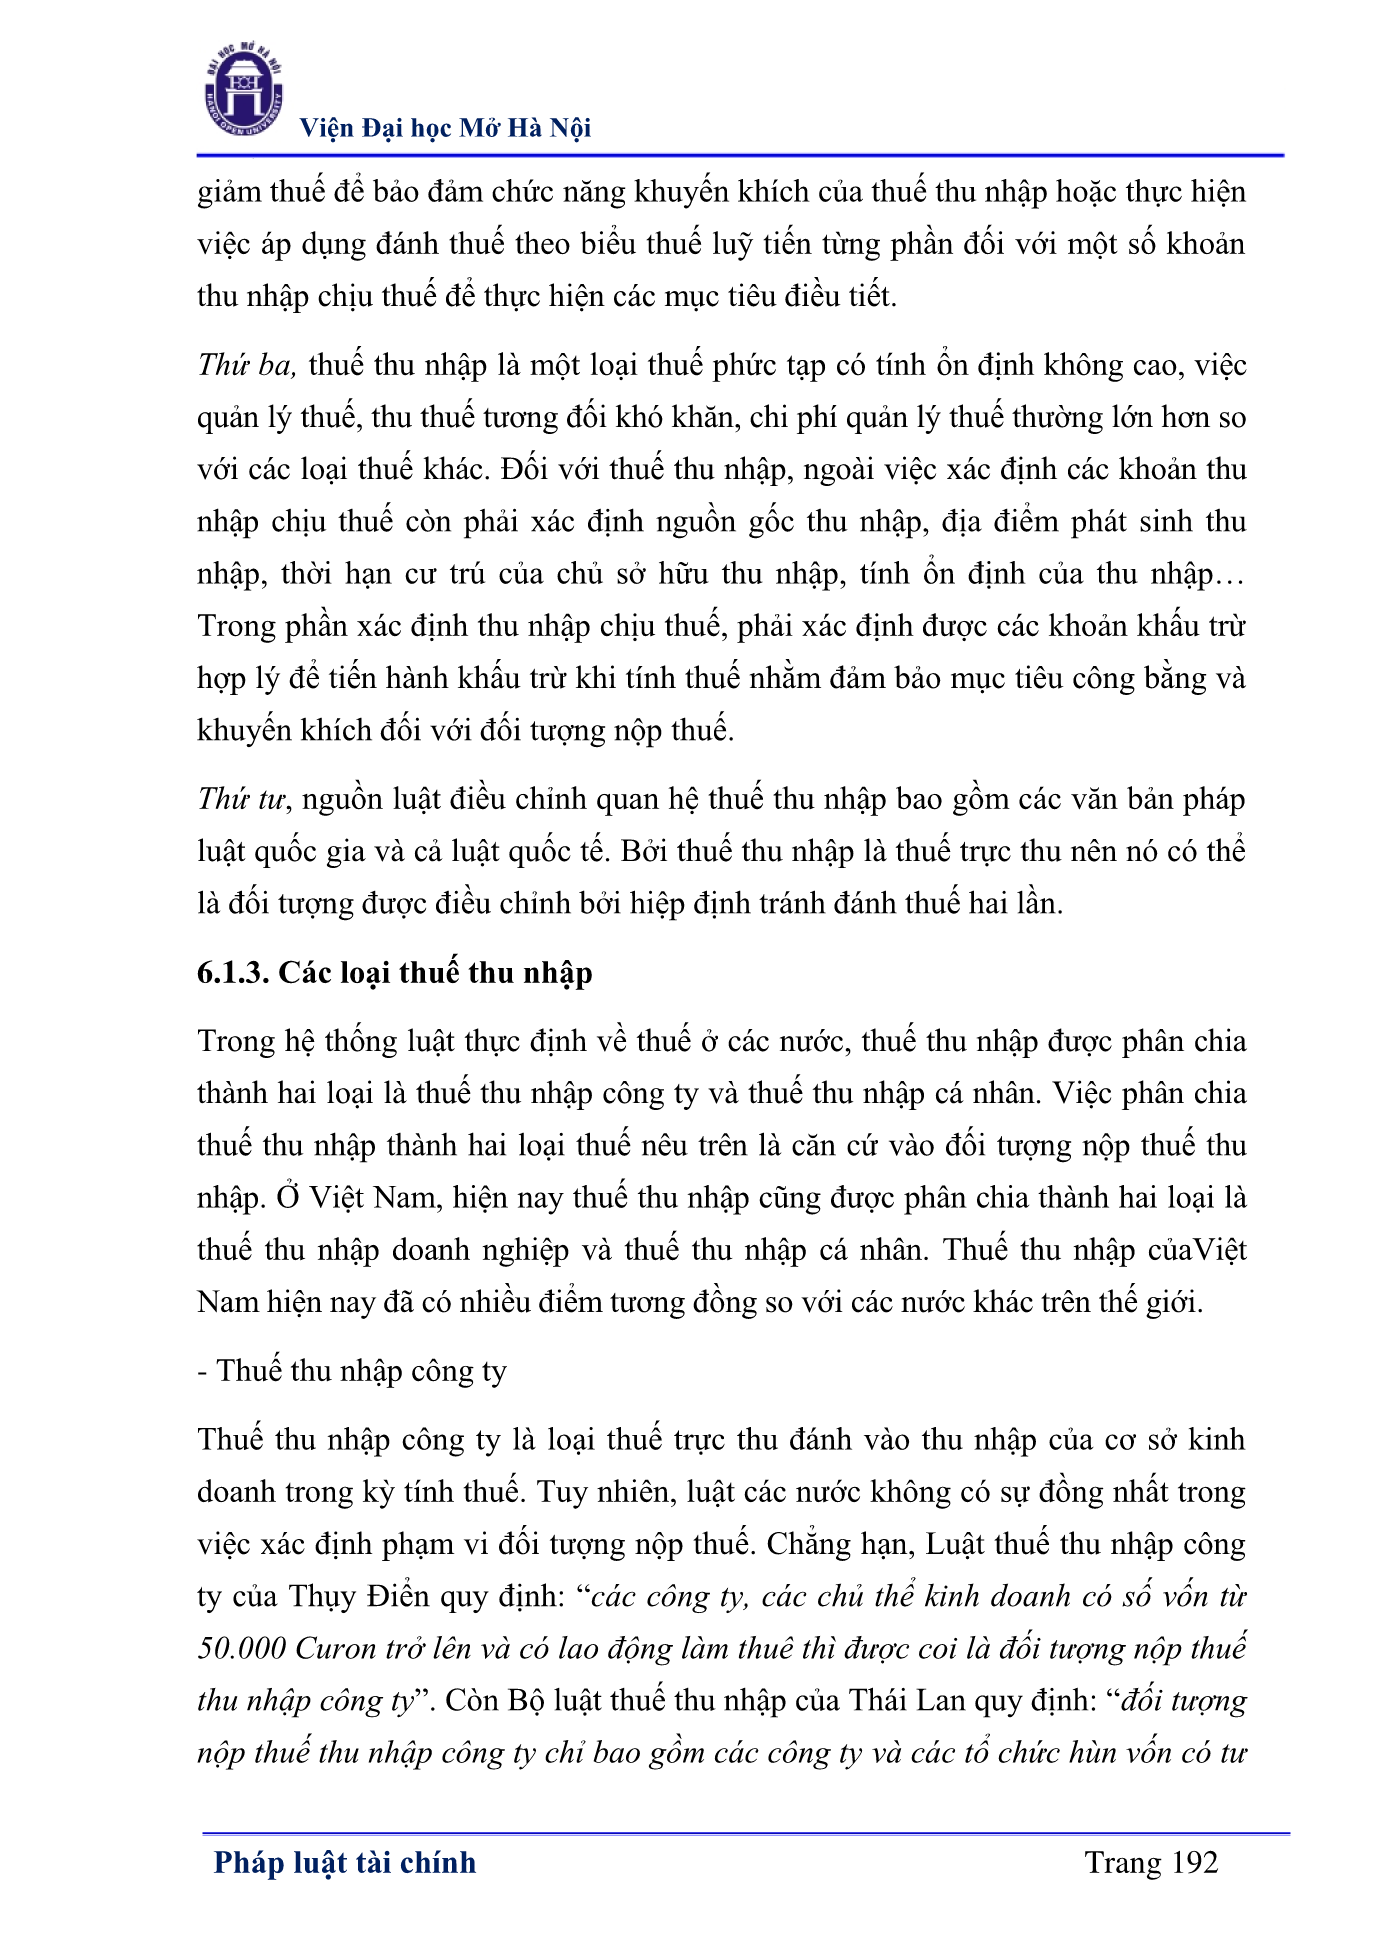 ĐẠI HỌC MỞ HÀ NỘI
HANOI OPEN UNIVERSITY
Viện Đại học Mở Hà Nội
giảm thuế để bảo đảm chức năng khuyến khích của thuế thu nhập hoặc thực hiện
việc áp dụng đánh thuế theo biểu thuế luỹ tiến từng phần đối với một số khoản
thu nhập chịu thuế để thực hiện các mục tiêu điều tiết.
Thứ ba, thuế thu nhập là một loại thuế phức tạp có tính ổn định không cao, việc
quản lý thuế, thu thuế tương đối khó khăn, chi phí quản lý thuế thường lớn hơn so
với các loại thuế khác. Đối với thuế thu nhập, ngoài việc xác định các khoản thu
nhập chịu thuế còn phải xác định nguồn gốc thu nhập, địa điểm phát sinh thu
nhập, thời hạn cư trú của chủ sở hữu thu nhập, tính ổn định của thu nhập…
Trong phần xác định thu nhập chịu thuế, phải xác định được các khoản khấu trừ
hợp lý để tiến hành khấu trừ khi tính thuế nhằm đảm bảo mục tiêu công bằng và
khuyến khích đối với đối tượng nộp thuế.
Thứ tư, nguồn luật điều chỉnh quan hệ thuế thu nhập bao gồm các văn bản pháp
luật quốc gia và cả luật quốc tế. Bởi thuế thu nhập là thuế trực thu nên nó có thể
là đối tượng được điều chỉnh bởi hiệp định tránh đánh thuế hai lần.
6.1.3. Các loại thuế thu nhập
Trong hệ thống luật thực định về thuế ở các nước, thuế thu nhập được phân chia
thành hai loại là thuế thu nhập công ty và thuế thu nhập cá nhân. Việc phân chia
thuế thu nhập thành hai loại thuế nêu trên là căn cứ vào đối tượng nộp thuế thu
nhập. Ở Việt Nam, hiện nay thuế thu nhập cũng được phân chia thành hai loại là
thuế thu nhập doanh nghiệp và thuế thu nhập cá nhân. Thuế thu nhập củaViệt
Nam hiện nay đã có nhiều điểm tương đồng so với các nước khác trên thế giới.
- Thuế thu nhập công ty
Thuế thu nhập công ty là loại thuế trực thu đánh vào thu nhập của cơ sở kinh
doanh trong kỳ tính thuế. Tuy nhiên, luật các nước không có sự đồng nhất trong
việc xác định phạm vi đối tượng nộp thuế. Chẳng hạn, Luật thuế thu nhập công
ty của Thụy Điển quy định: “các công ty, các chủ thể kinh doanh có số vốn từ
50.000 Curon trở lên và có lao động làm thuê thì được coi là đối tượng nộp thuế
thu nhập công ty”. Còn Bộ luật thuế thu nhập của Thái Lan quy định: “đối tượng
nộp thuế thu nhập công ty chỉ bao gồm các công ty và các tổ chức hùn vốn có tư
Pháp luật tài chính
Trang 192